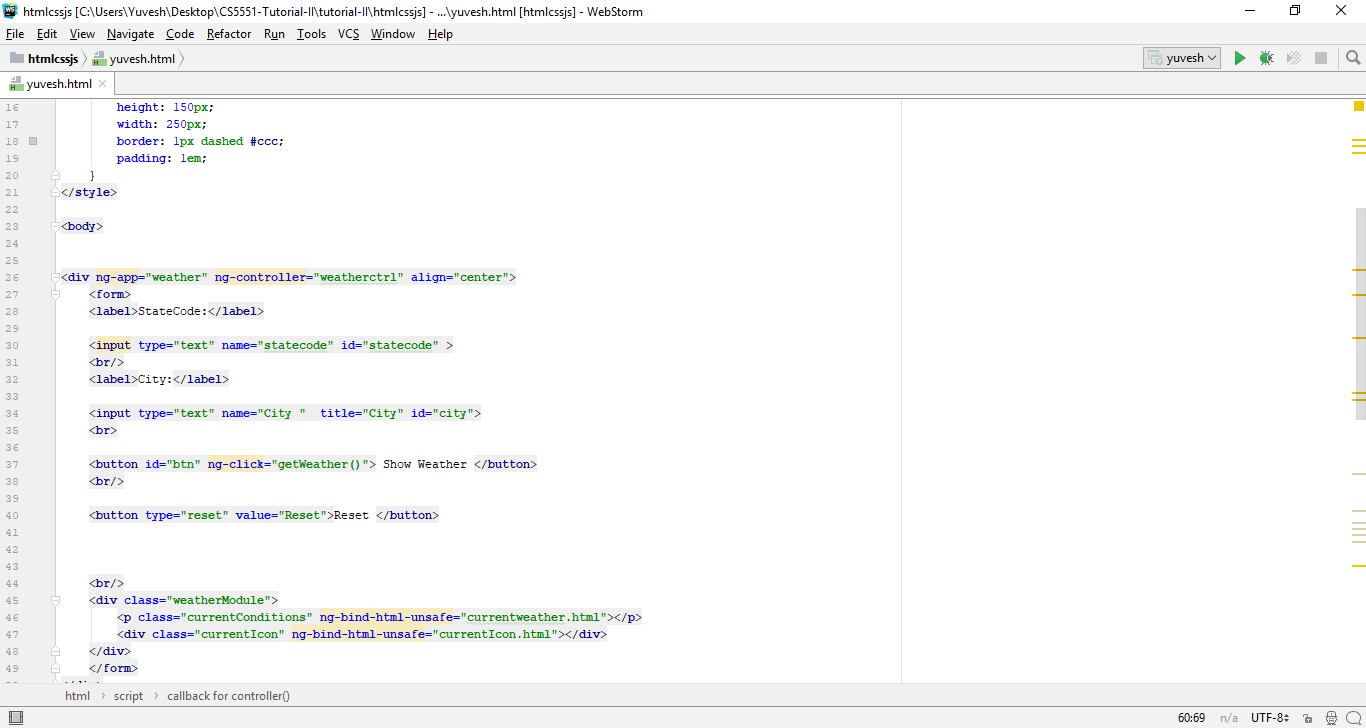 htmlcssjs [C:\Users\Yuvesh\Desktop\CS5551-Tutorial-II\tutorial-II\htmlcssjs] - ...\yuvesh.html [htmlcssjs] - WebStorm
File Edit View Navigate Code Refactor Run Tools VCS Window Help
htmlcssjs yuvesh.html yuvesh
yuvesh.html
16 height: 150px;
17 width: 250px;
18 border: 1px dashed #ccc;
19 padding: 1em;
20 }
21 </style>
22
23 <body>
24
25
26 <div ng-app="weather" ng-controller="weatherctrl" align="center">
27 <form>
28 <label>StateCode:</label>
29
30 <input type="text" name="statecode" id="statecode" >
31 <br/>
32 <label>City:</label>
33
34 <input type="text" name="City "  title="City" id="city">
35 <br>
36
37 <button id="btn" ng-click="getWeather()"> Show Weather </button>
38 <br/>
39
40 <button type="reset" value="Reset">Reset </button>
41
42
43
44 <br/>
45 <div class="weatherModule">
46 <p class="currentConditions" ng-bind-html-unsafe="currentweather.html"></p>
47 <div class="currentIcon" ng-bind-html-unsafe="currentIcon.html"></div>
48 </div>
49 </form>
html script callback for controller()
60:69 n/a UTF-8